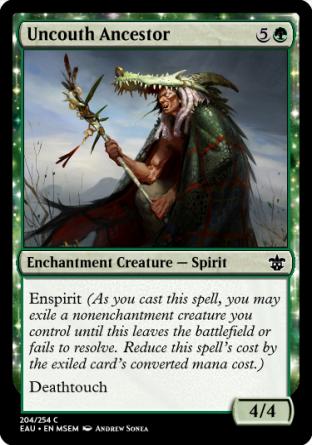 Uncouth Ancestor 5
Enchantment Creature — Spirit
Enspirit (As you cast this spell, you may
exile a nonenchantment creature you
control until this leaves the battlefield or
fails to resolve. Reduce this spell's cost by
the exiled card's converted mana cost.)
Deathtouch
4/4
204/254 C
EAU • EN MSEM Andrew Sonea